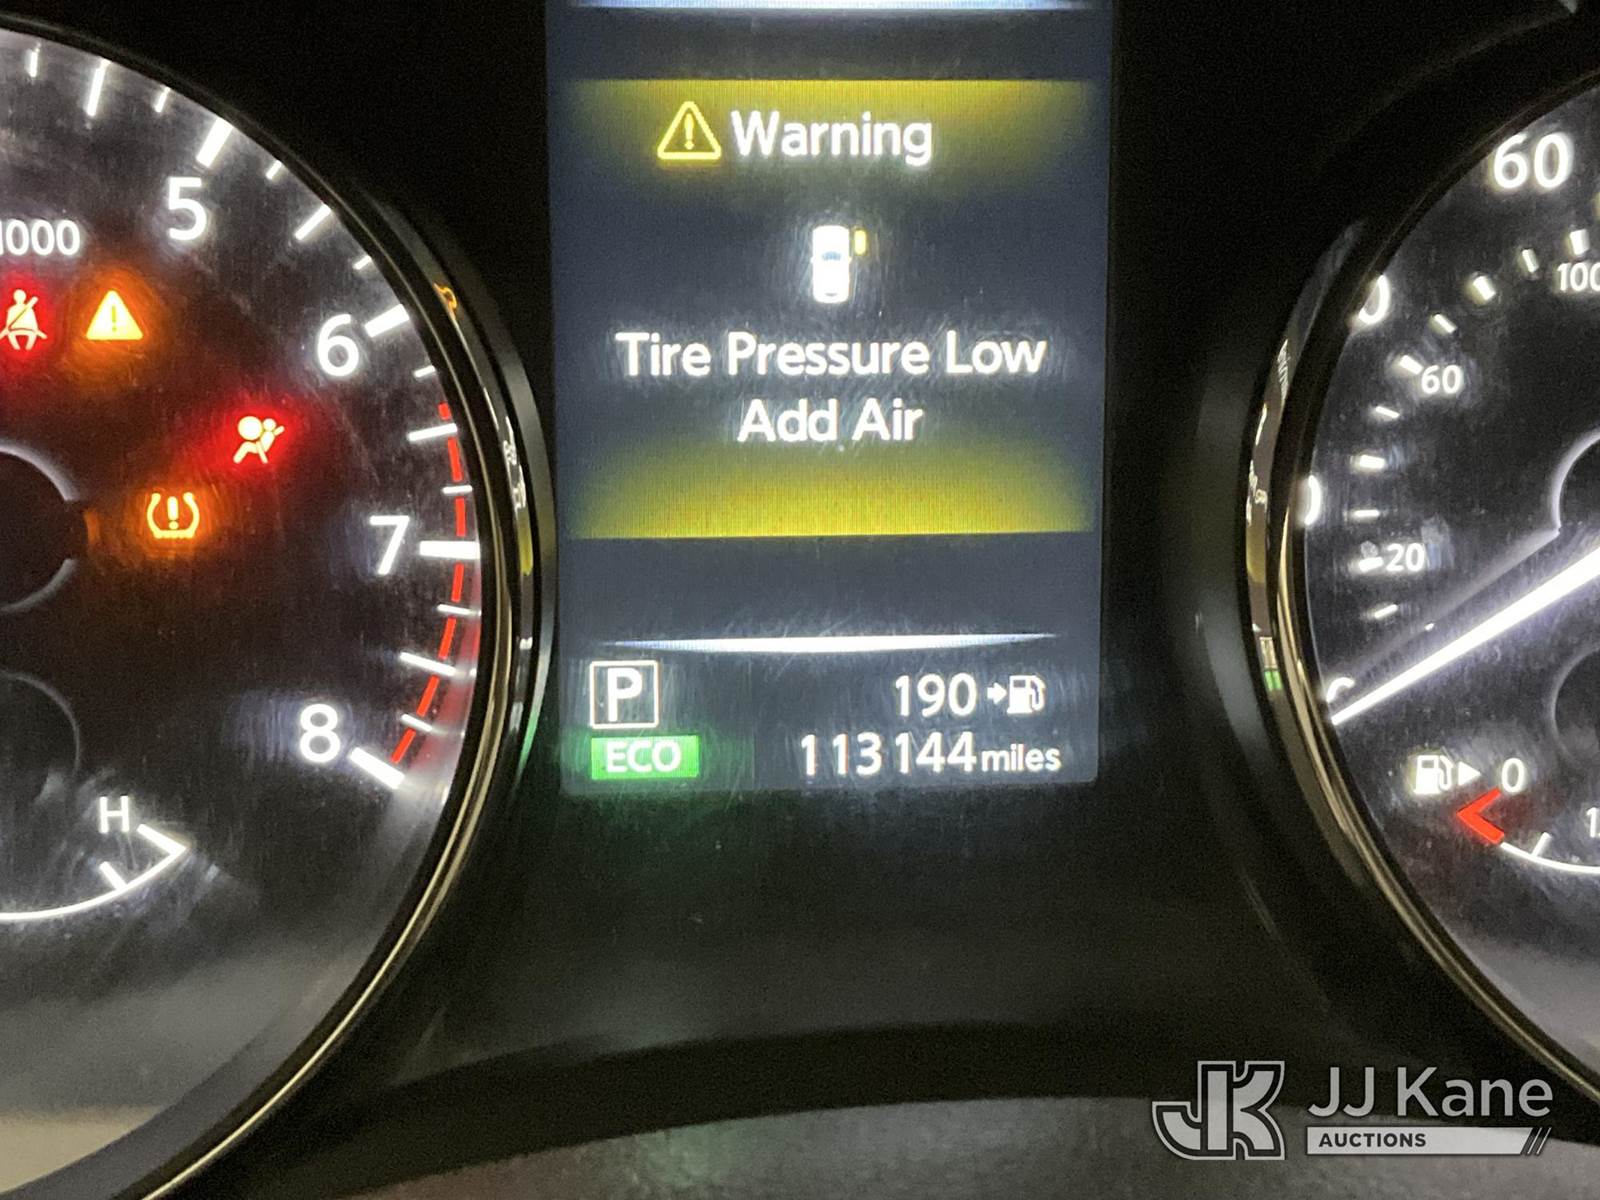 Warning
Tire Pressure Low
Add Air
P
190
ECO
113144 miles
5
6
7
8
H
60
100
60
20
0
JJ Kane
AUCTIONS